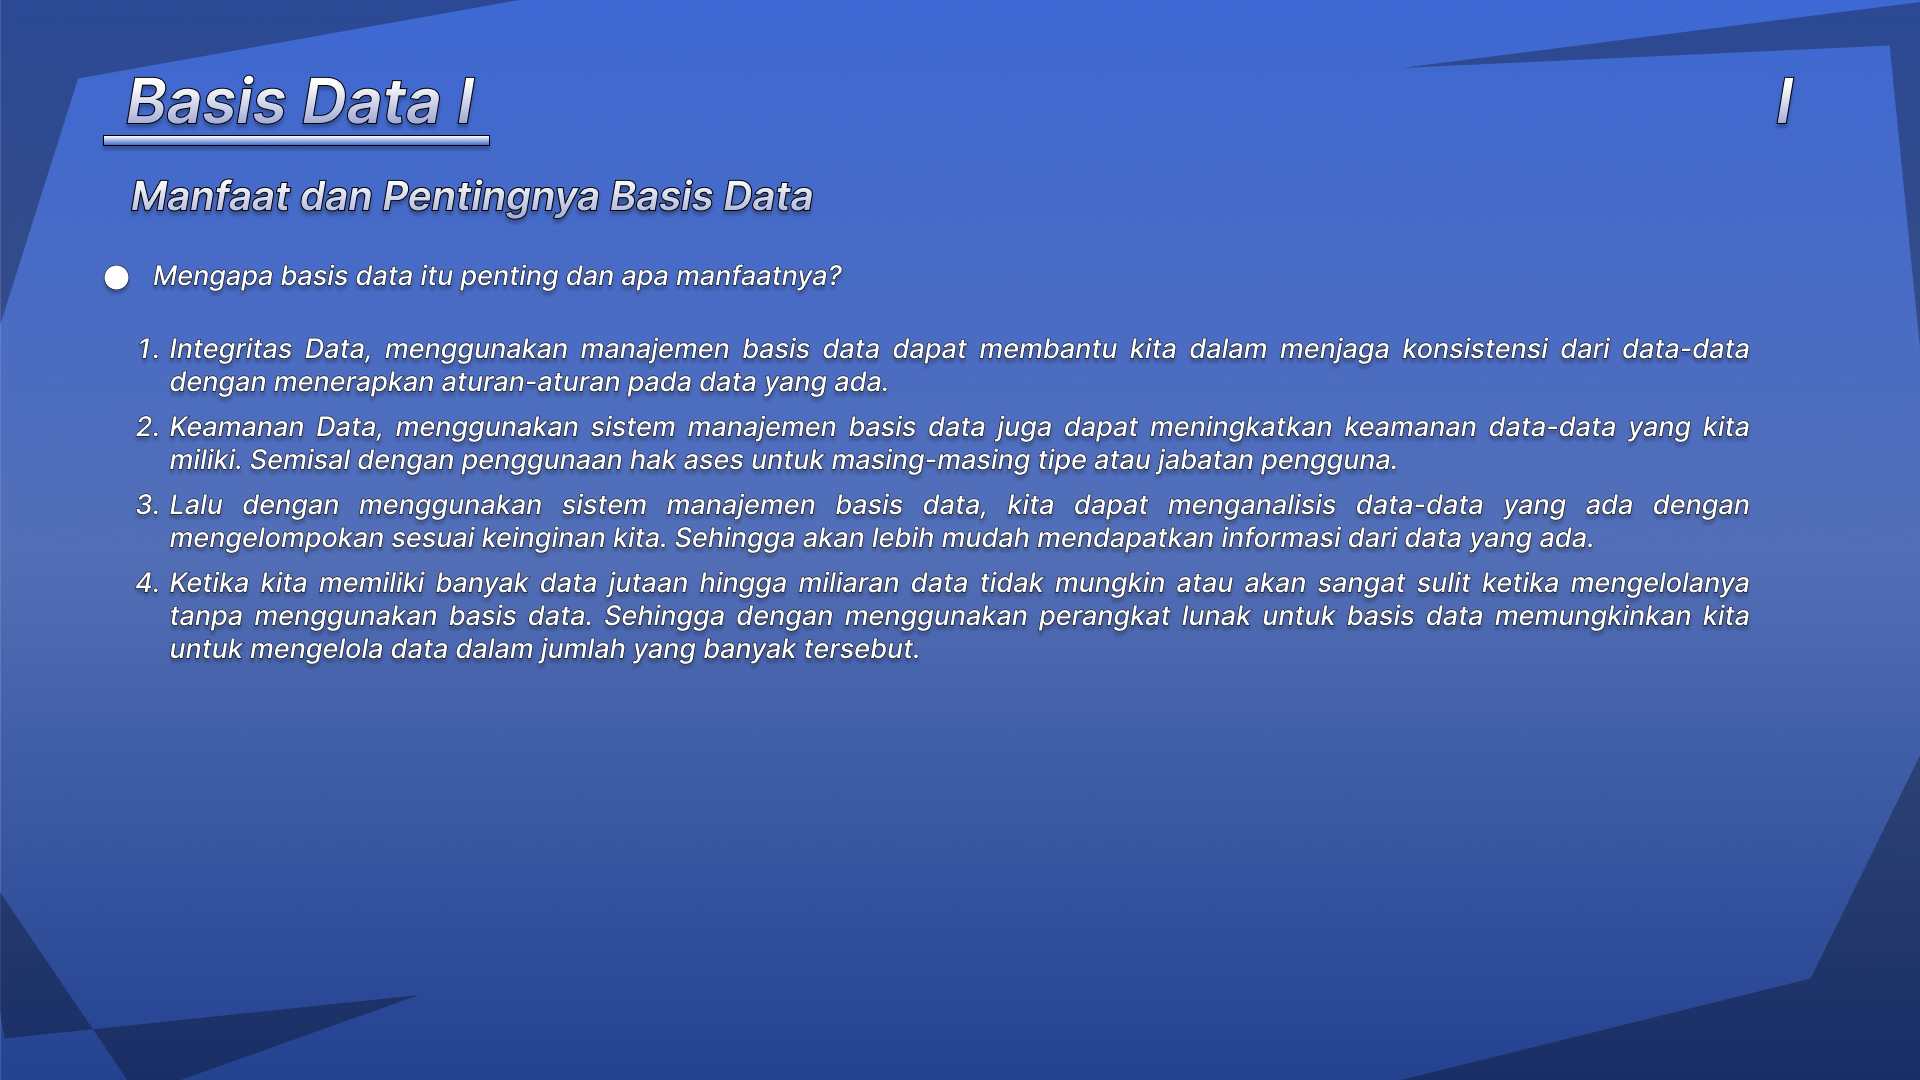 Basis Data I
I
Manfaat dan Pentingnya Basis Data
Mengapa basis data itu penting dan apa manfaatnya?
1. Integritas Data, menggunakan manajemen basis data dapat membantu kita dalam menjaga konsistensi dari data-data
dengan menerapkan aturan-aturan pada data yang ada.
2. Keamanan Data, menggunakan sistem manajemen basis data juga dapat meningkatkan keamanan data-data yang kita
miliki. Semisal dengan penggunaan hak ases untuk masing-masing tipe atau jabatan pengguna.
3. Lalu dengan menggunakan sistem manajemen basis data, kita dapat menganalisis data-data yang ada dengan
mengelompokan sesuai keinginan kita. Sehingga akan lebih mudah mendapatkan informasi dari data yang ada.
4. Ketika kita memiliki banyak data jutaan hingga miliaran data tidak mungkin atau akan sangat sulit ketika mengelolanya
tanpa menggunakan basis data. Sehingga dengan menggunakan perangkat lunak untuk basis data memungkinkan kita
untuk mengelola data dalam jumlah yang banyak tersebut.